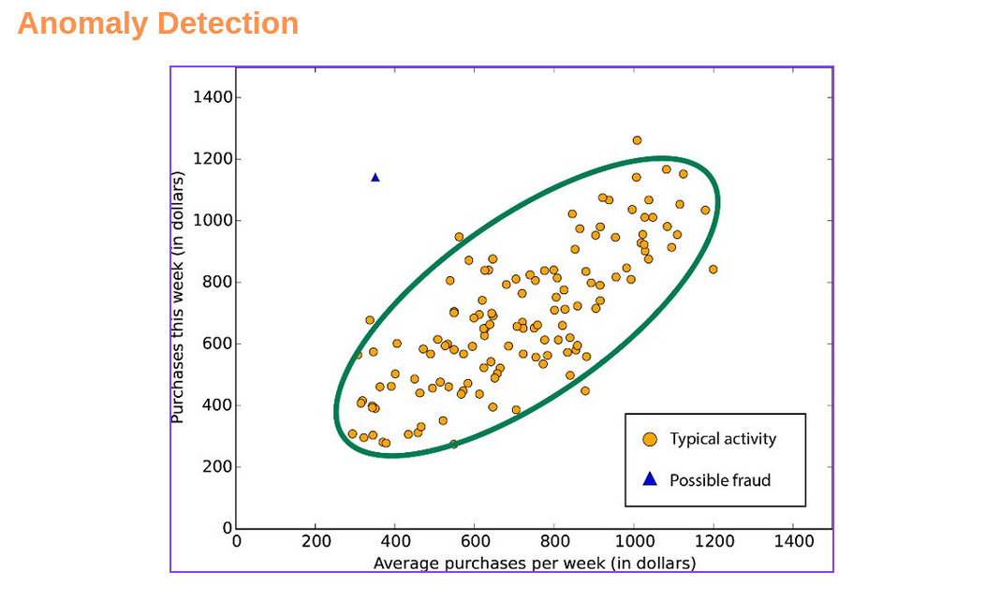 Anomaly Detection
1400
1200
1000
800
600
400
200
0
Purchases this week (in dollars)
Typical activity
Possible fraud
0 200 400 600 800 1000 1200 1400
Average purchases per week (in dollars)